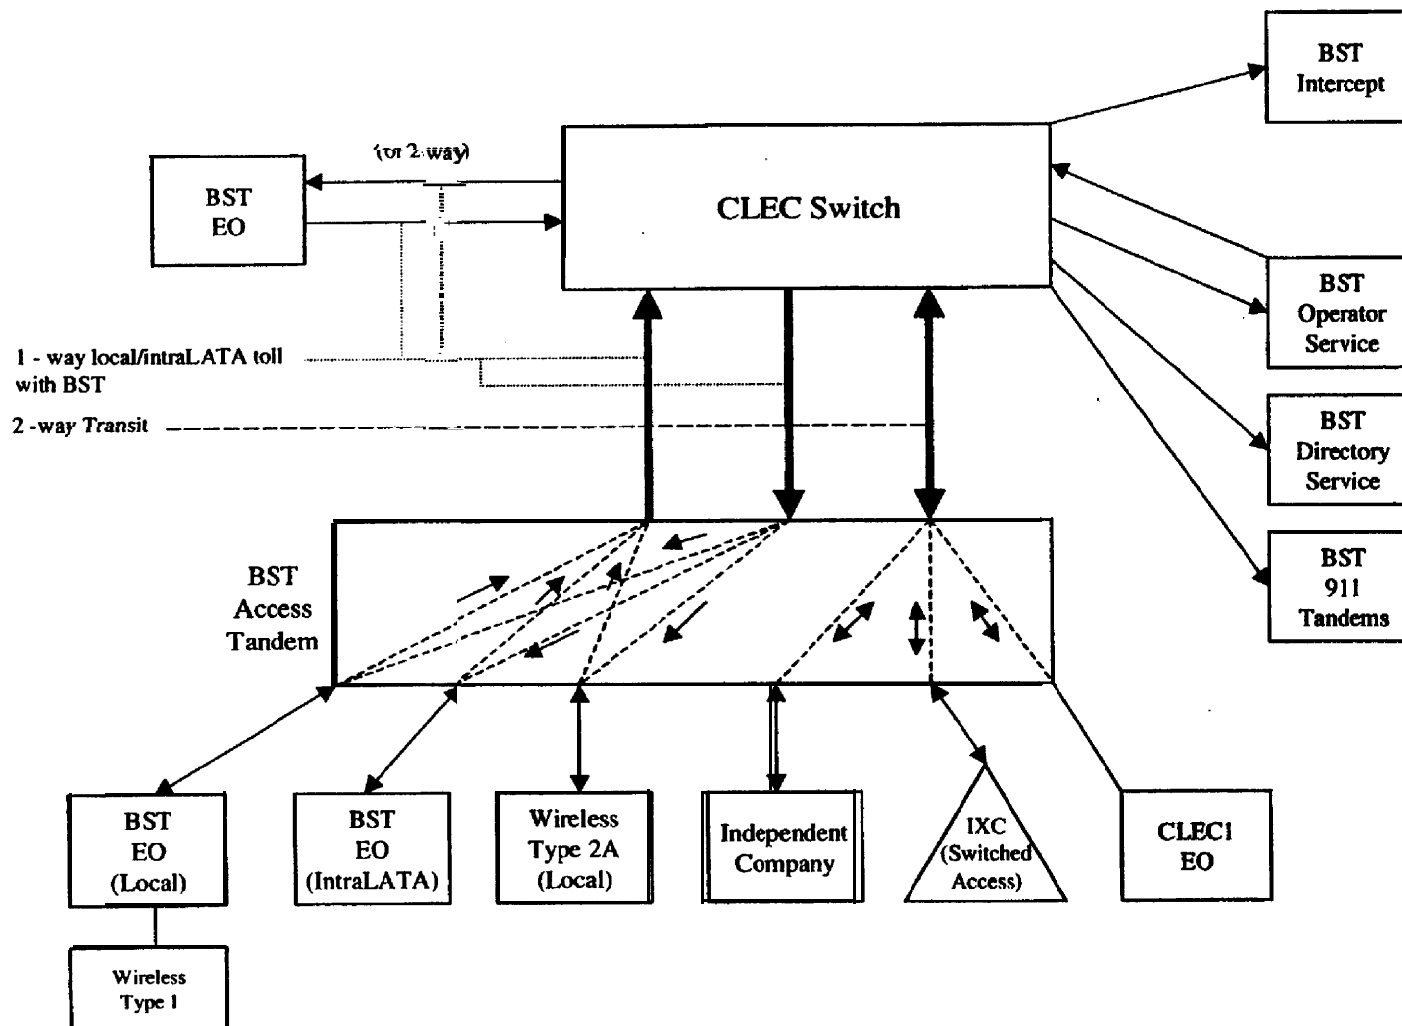 BST
Intercept
(or 2-way)
BST
EO
CLEC Switch
BST
Operator
Service
1 - way local/intraLATA toll
with BST
2 -way Transit
BST
Directory
Service
BST
911
Tandems
BST
Access
Tandem
BST
EO
(Local)
BST
EO
(IntraLATA)
Wireless
Type 2A
(Local)
Independent
Company
IXC
(Switched
Access)
CLEC1
EO
Wireless
Type 1